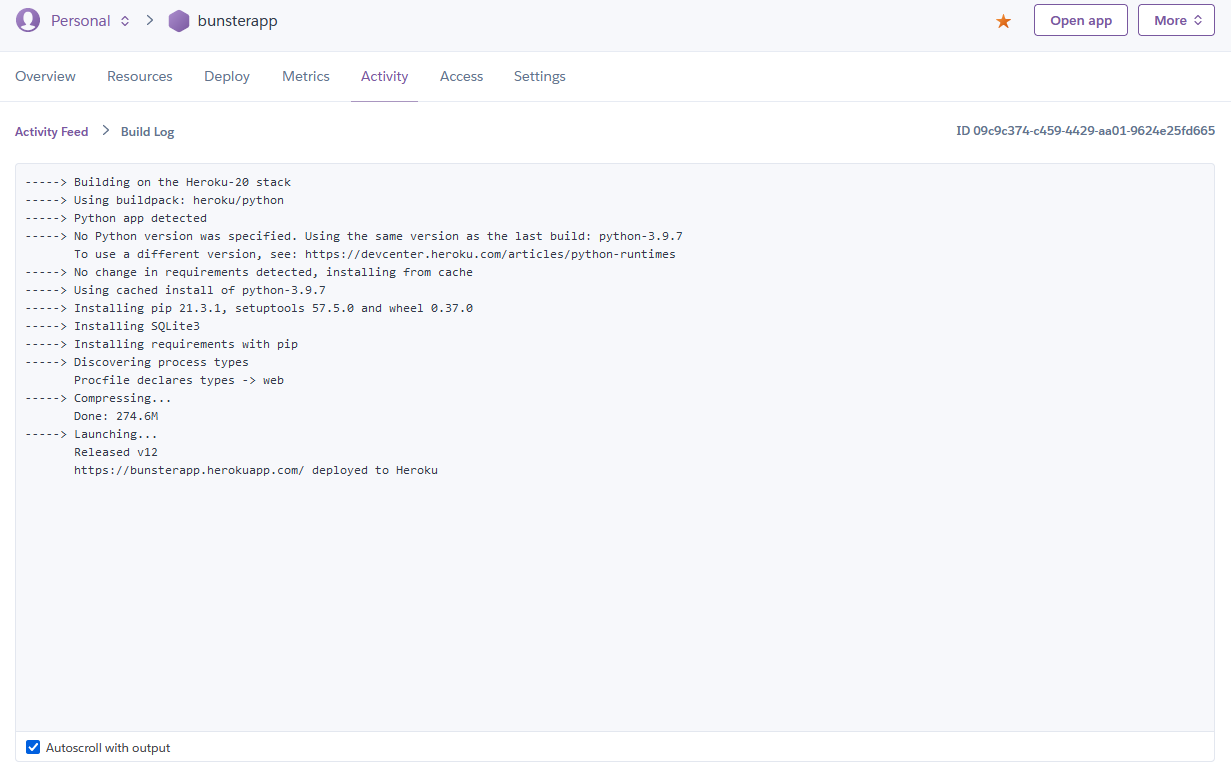 Personal bunsterapp Open app More
Overview Resources Deploy Metrics Activity Access Settings
Activity Feed Build Log ID 09c9c374-c459-4429-aa01-9624e25fd665
-----> Building on the Heroku-20 stack
-----> Using buildpack: heroku/python
-----> Python app detected
-----> No Python version was specified. Using the same version as the last build: python-3.9.7
       To use a different version, see: https://devcenter.heroku.com/articles/python-runtimes
-----> No change in requirements detected, installing from cache
-----> Using cached install of python-3.9.7
-----> Installing pip 21.3.1, setuptools 57.5.0 and wheel 0.37.0
-----> Installing SQLite3
-----> Installing requirements with pip
-----> Discovering process types
       Procfile declares types -> web
-----> Compressing...
       Done: 274.6M
-----> Launching...
       Released v12
       https://bunsterapp.herokuapp.com/ deployed to Heroku
Autoscroll with output